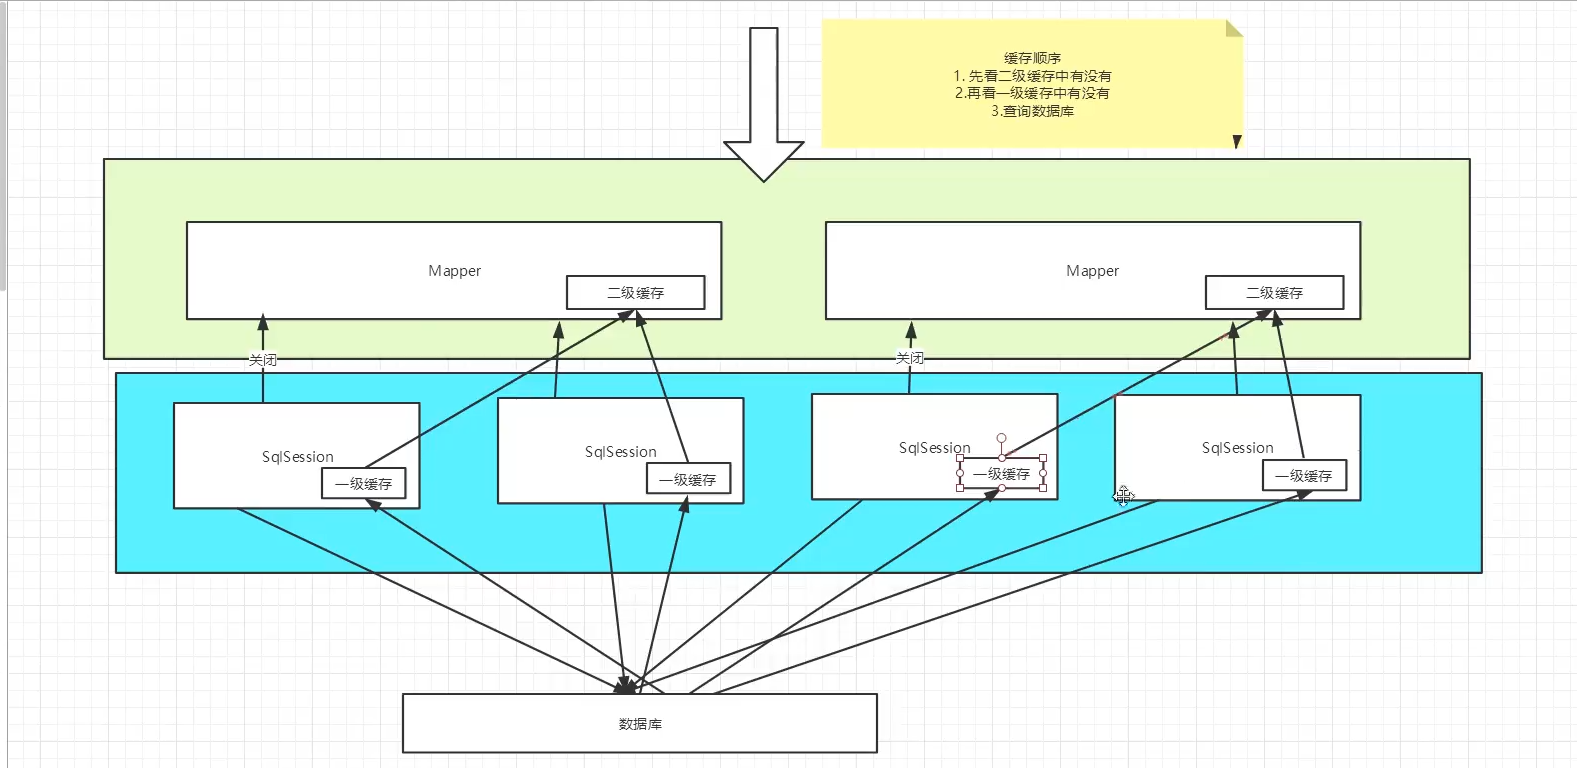 缓存顺序
1. 先看二级缓存中有没有
2.再看一级缓存中有没有
3.查询数据库
Mapper
二级缓存
Mapper
二级缓存
关闭
关闭
SqlSession
一级缓存
SqlSession
一级缓存
SqlSession
一级缓存
SqlSession
一级缓存
数据库